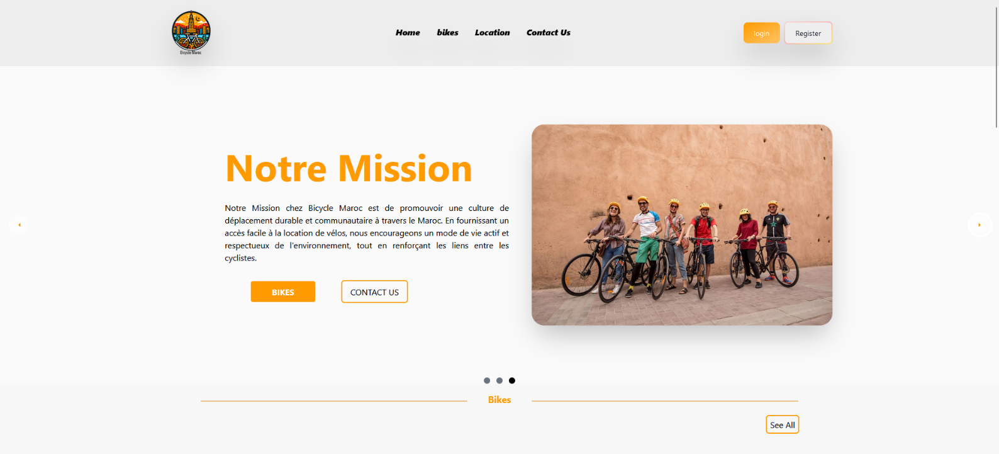 Bicycle Maroc
Home bikes Location Contact Us
login Register
Notre Mission
Notre Mission chez Bicycle Maroc est de promouvoir une culture de
déplacement durable et communautaire à travers le Maroc. En fournissant un
accès facile à la location de vélos, nous encourageons un mode de vie actif et
respectueux de l'environnement, tout en renforçant les liens entre les
cyclistes.
BIKES CONTACT US
Bikes
See All